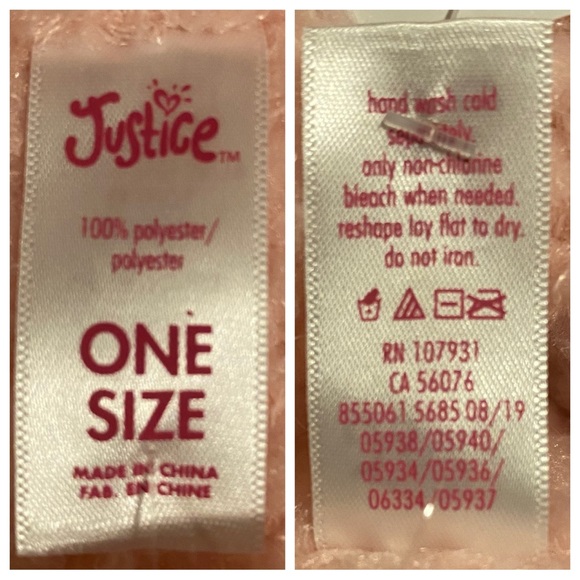 Justice™
100% polyester/
polyester
ONE
SIZE
MADE IN CHINA
FAB. EN CHINE
hand wash cold
separately.
only non-chlorine
bleach when needed.
reshape lay flat to dry.
do not iron.
RN 107931
CA 56076
855061 5685 08/19
05938/05940/
05934/05936/
06334/05937